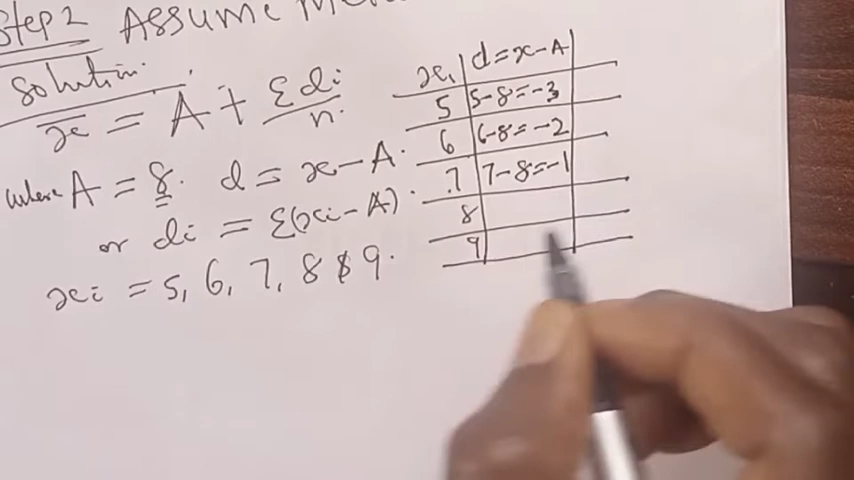 Step 2 Assume Me
Solution.
x̄ = A + Σdi/n.
where A = 8. d = x - A.
or di = Σ(xi - A).
xi = 5, 6, 7, 8 $ 9.
xi d = x - A
5 5-8=-3
6 6-8=-2
7 7-8=-1
8
9